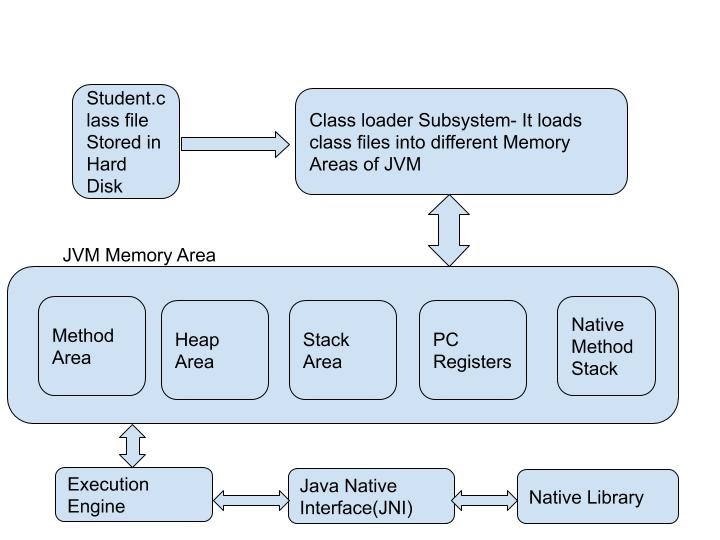 Student.c
lass file
Stored in
Hard
Disk
Class loader Subsystem- It loads
class files into different Memory
Areas of JVM
JVM Memory Area
Method
Area
Heap
Area
Stack
Area
PC
Registers
Native
Method
Stack
Execution
Engine
Java Native
Interface(JNI)
Native Library